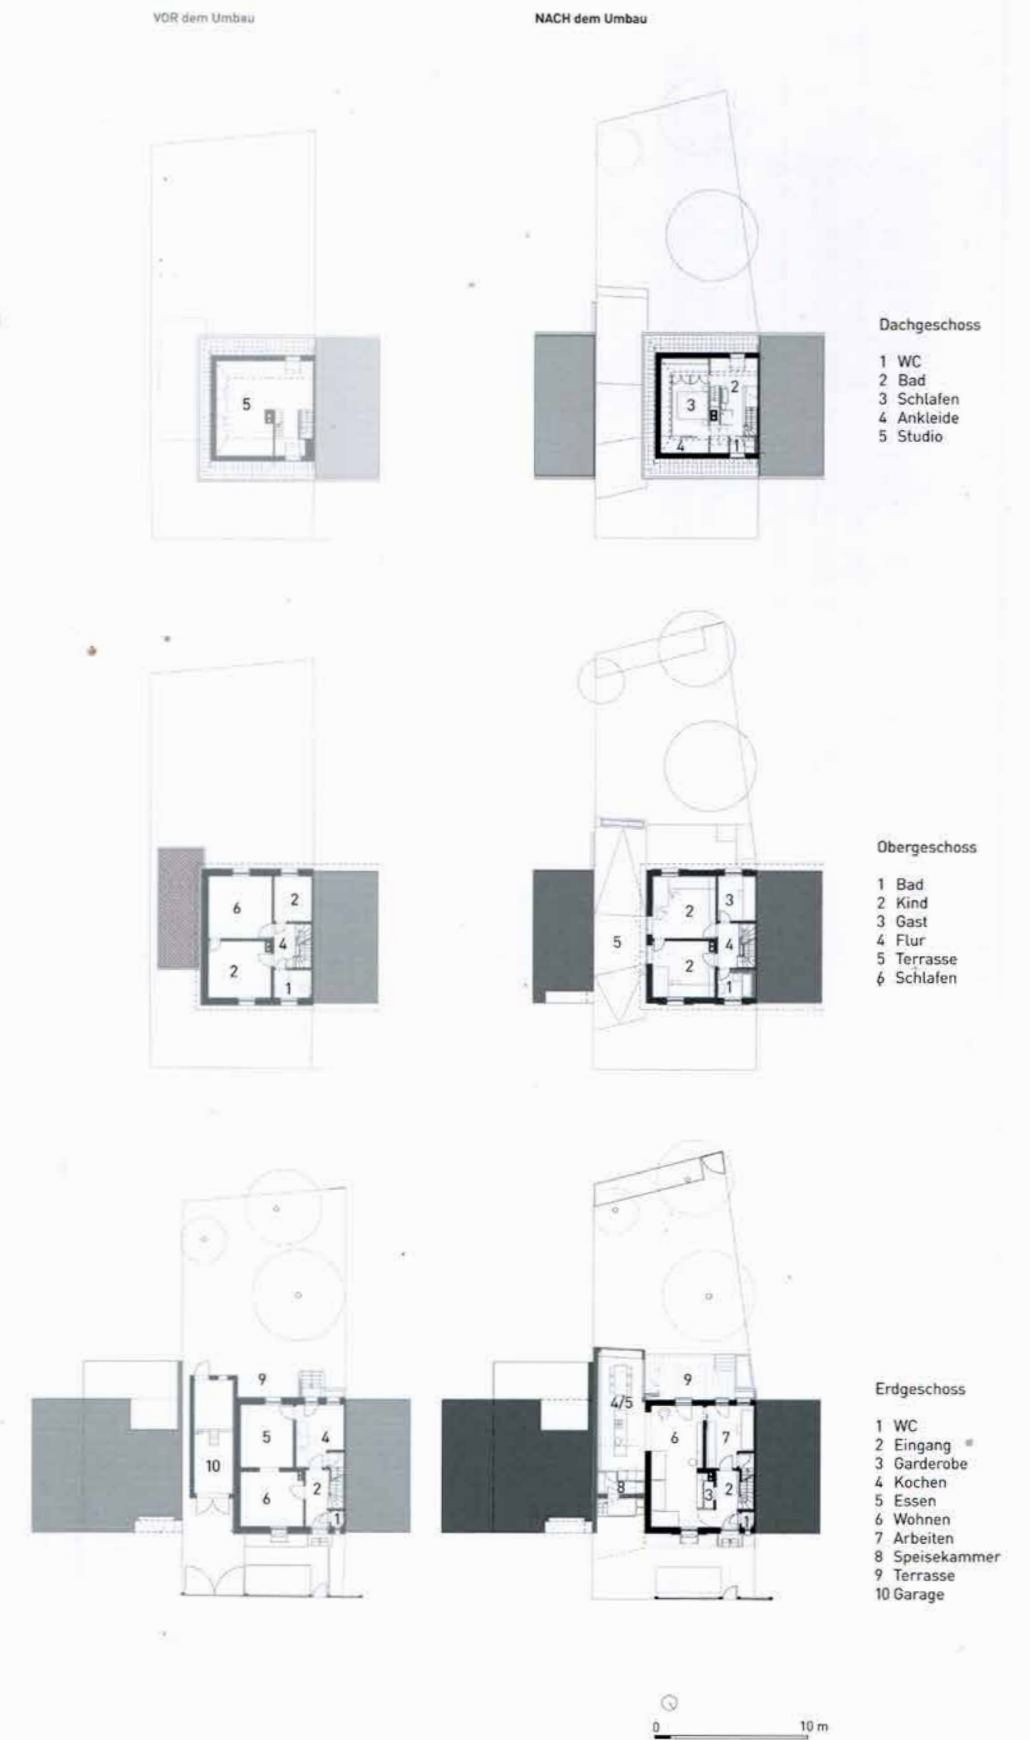 VOR dem Umbau
NACH dem Umbau
5
3
2
4
1
Dachgeschoss
1 WC
2 Bad
3 Schlafen
4 Ankleide
5 Studio
6
2
4
2
1
5
2
3
4
2
1
Obergeschoss
1 Bad
2 Kind
3 Gast
4 Flur
5 Terrasse
6 Schlafen
9
5
4
10
6
2
1
9
4/5
6
7
8
3
2
1
Erdgeschoss
1 WC
2 Eingang
3 Garderobe
4 Kochen
5 Essen
6 Wohnen
7 Arbeiten
8 Speisekammer
9 Terrasse
10 Garage
0
10 m